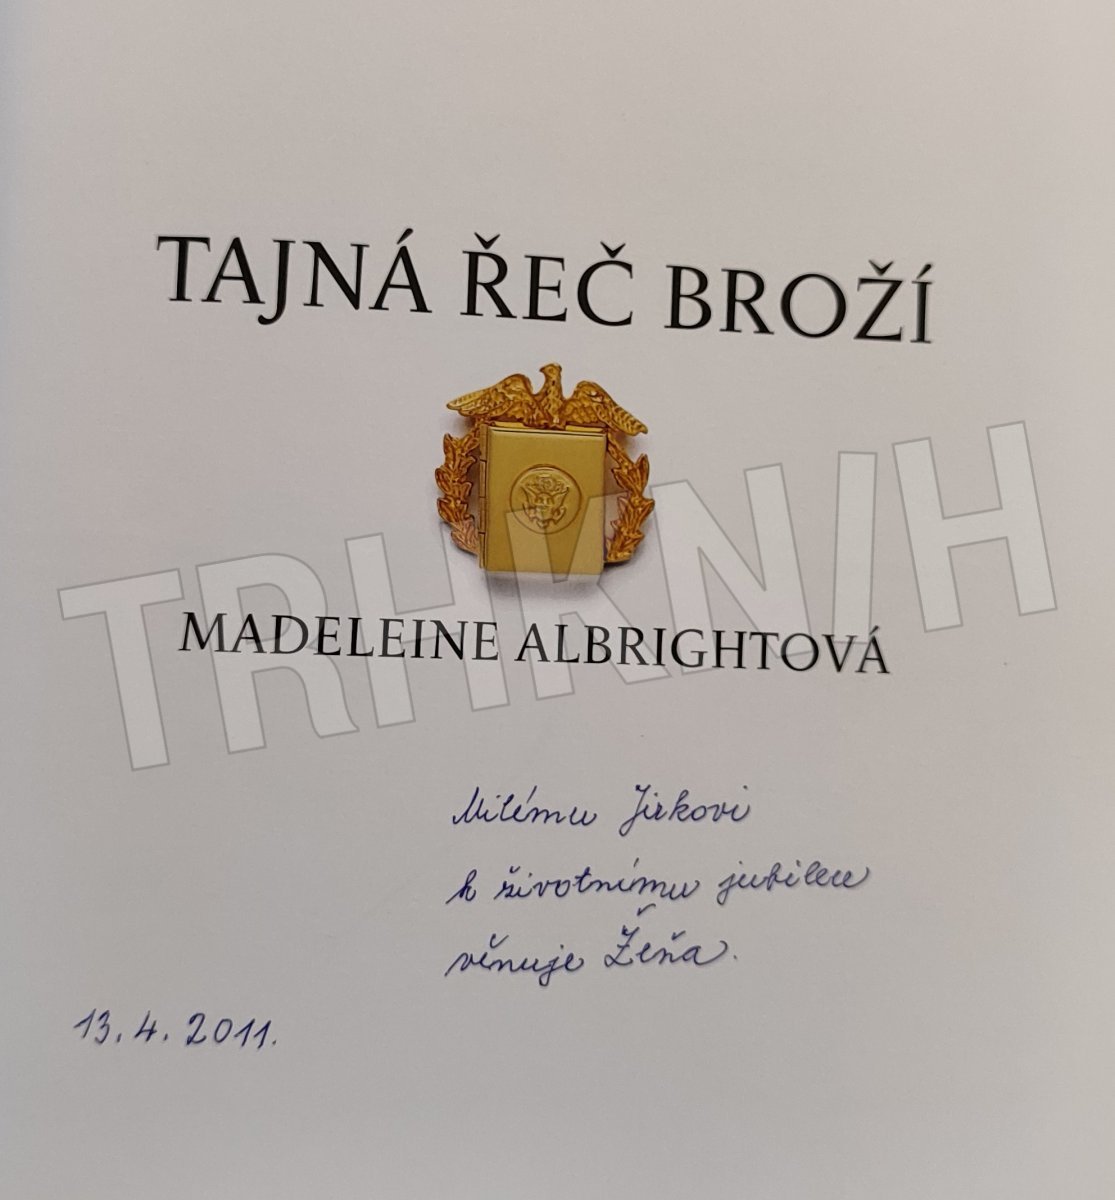 TAJNÁ ŘEČ BROŽÍ
TRHKNIH
MADELEINE ALBRIGHTOVÁ
Milému Jirkovi
k životnímu jubileu
věnuje Žeňa.
13. 4. 2011.